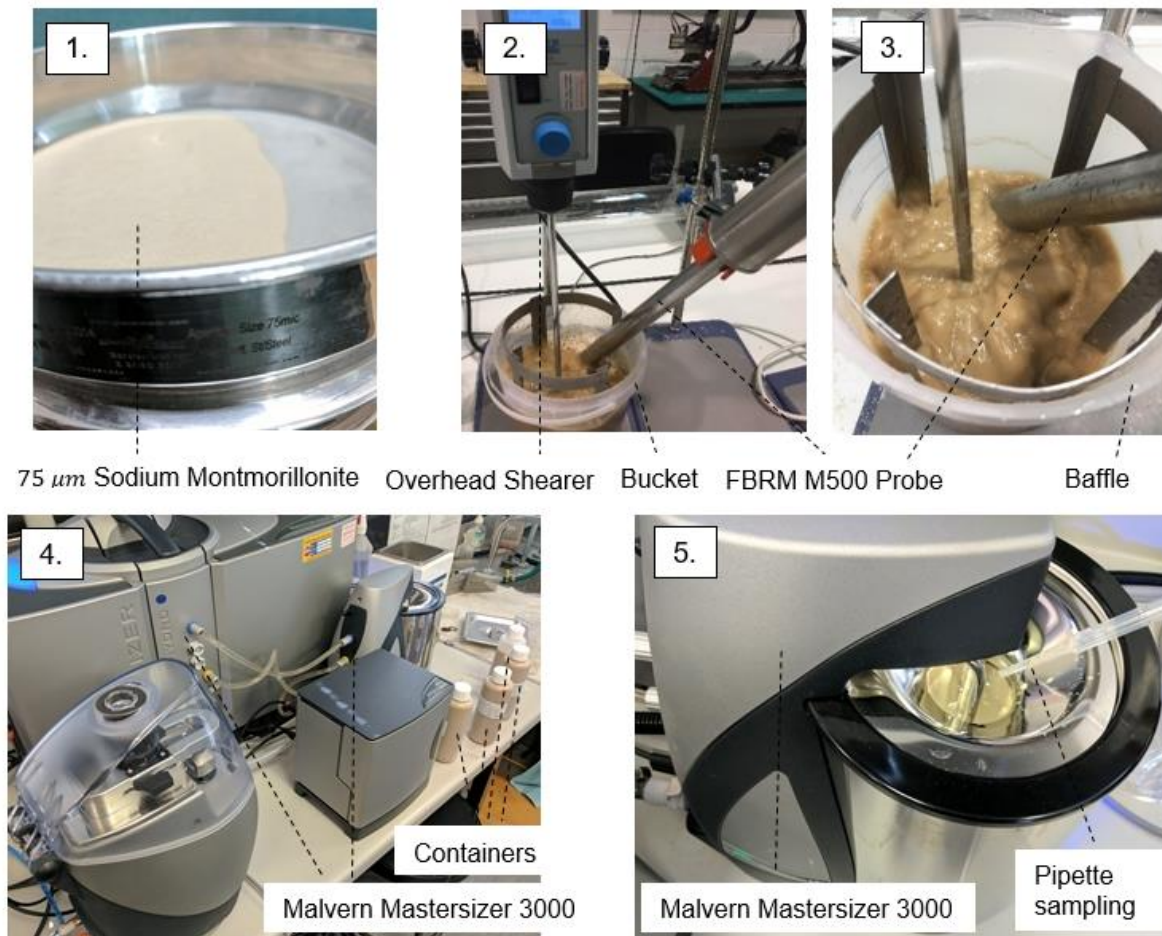 1.
2.
3.
Size 75mic
St/Steel
75 μm Sodium Montmorillonite
Overhead Shearer
Bucket
FBRM M500 Probe
Baffle
4.
5.
IZER
Containers
Malvern Mastersizer 3000
Malvern Mastersizer 3000
Pipette
sampling